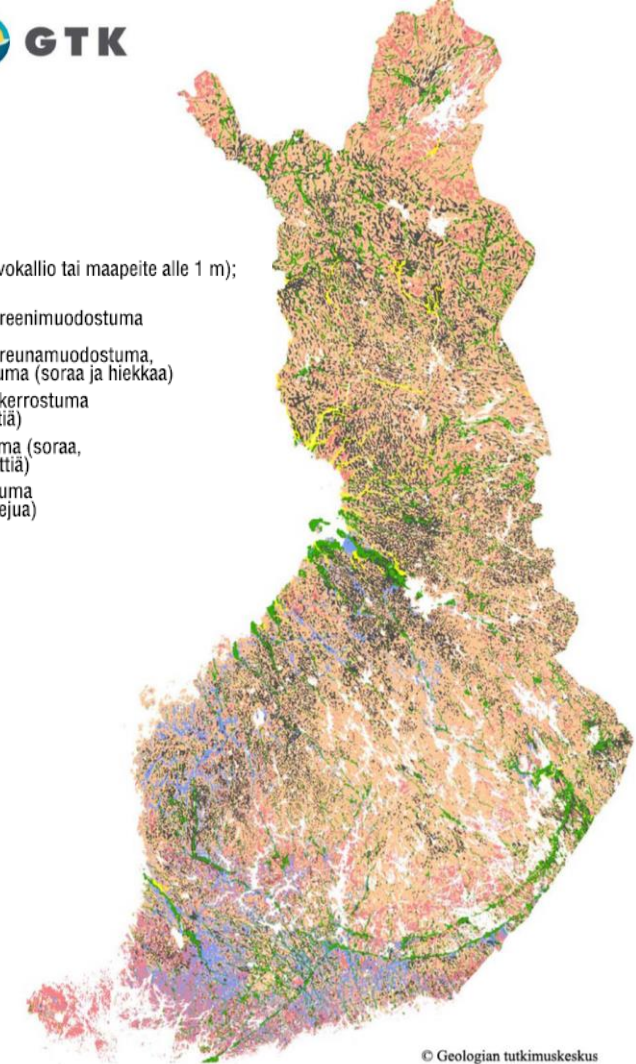 GTK
vokallio tai maapeite alle 1 m);
reenimuodostuma
reunamuodostuma,
uma (soraa ja hiekkaa)
kerrostuma
tiä)
ma (soraa,
ttiä)
uma
ejua)
© Geologian tutkimuskeskus